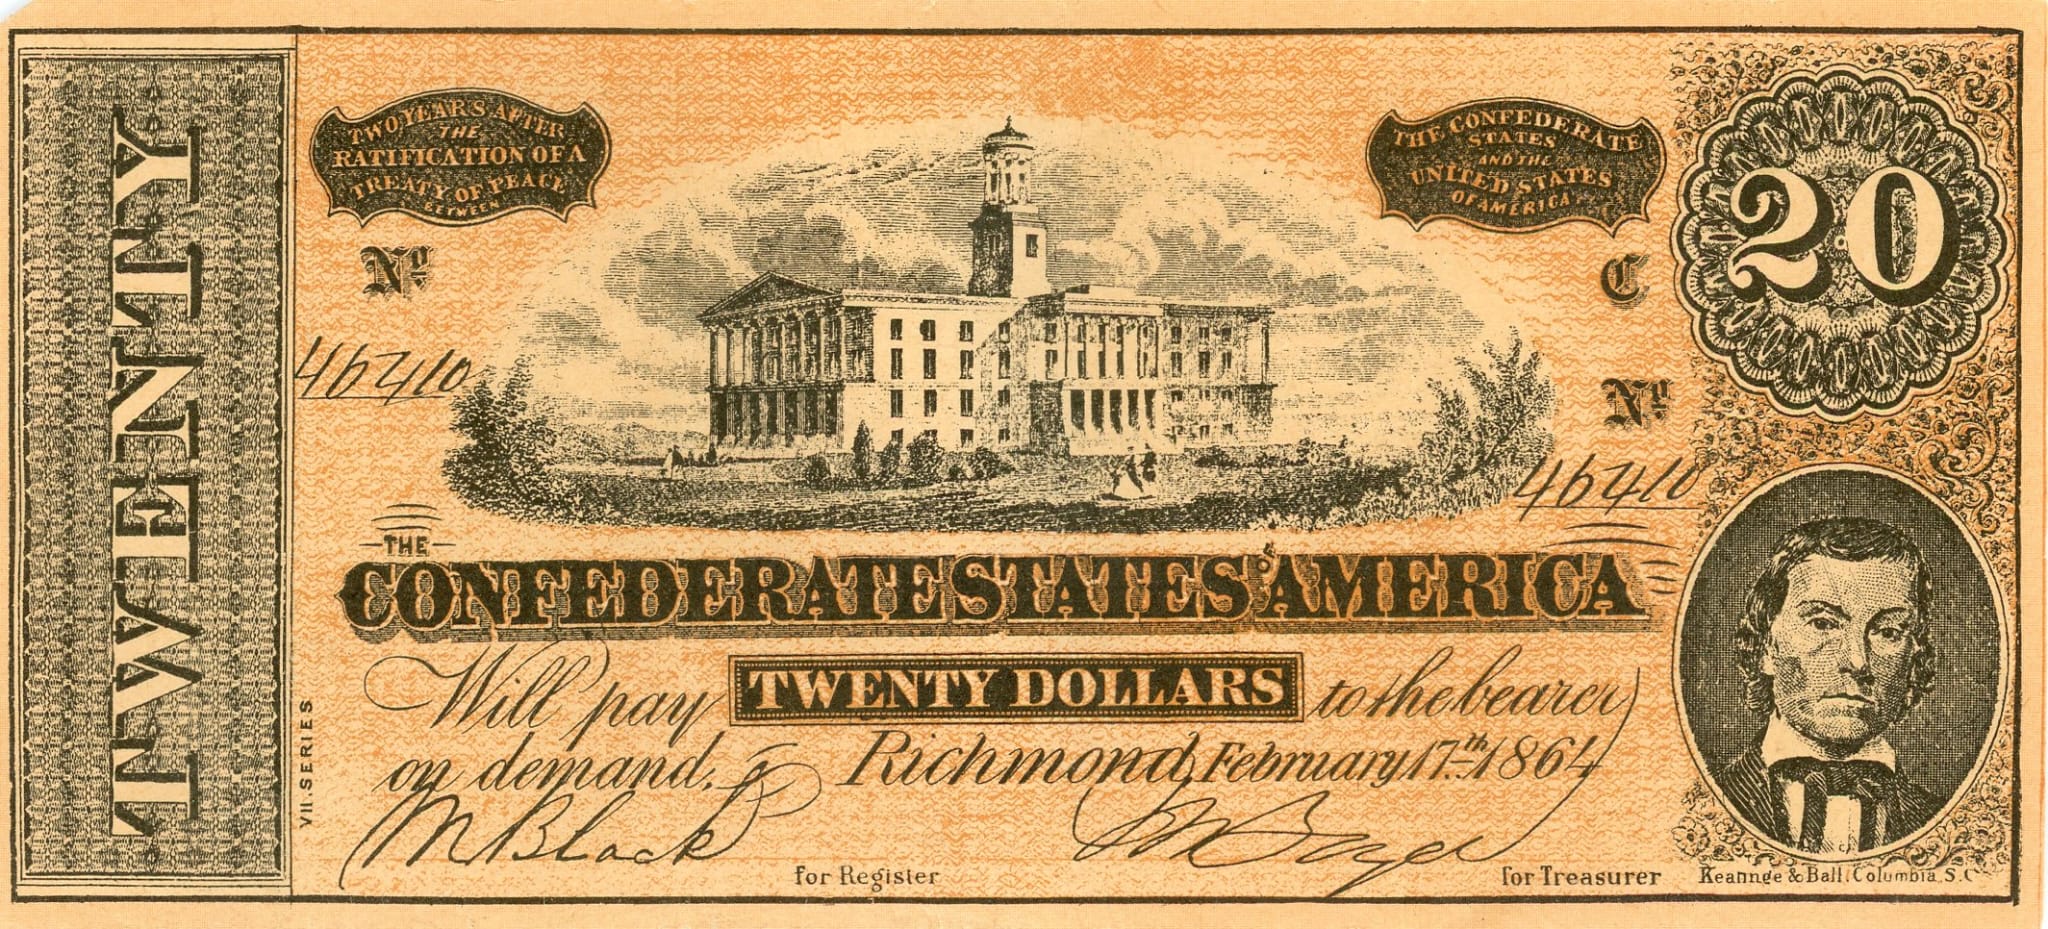 TWENTY
TWO YEARS AFTER
THE
RATIFICATION OF A
TREATY OF PEACE
BETWEEN
THE CONFEDERATE
STATES
AND THE
UNITED STATES
OF AMERICA
20
No
C
46410
No
46410
THE
CONFEDERATE STATES OF AMERICA
Will pay TWENTY DOLLARS to the bearer
on demand. Richmond, February 17th 1864
VII. SERIES
M Black
for Register
for Treasurer
Keatinge & Ball, Columbia, S.C.